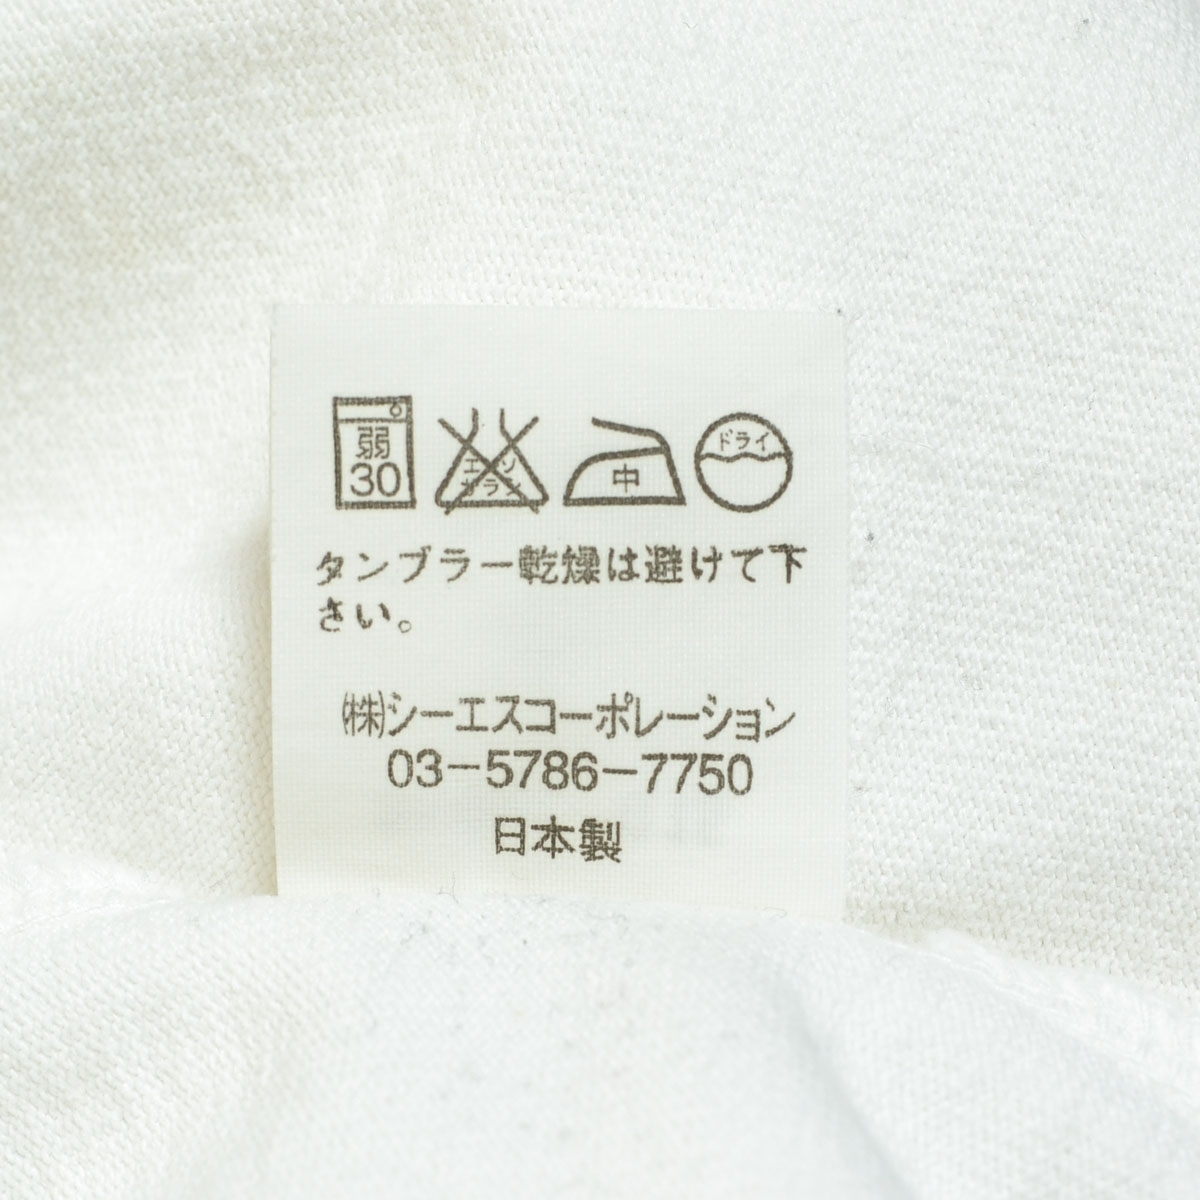 弱 30 エンソ サラシ 中 ドライ
タンブラー乾燥は避けて下
さい。
㈱シーエスコーポレーション
03-5786-7750
日本製